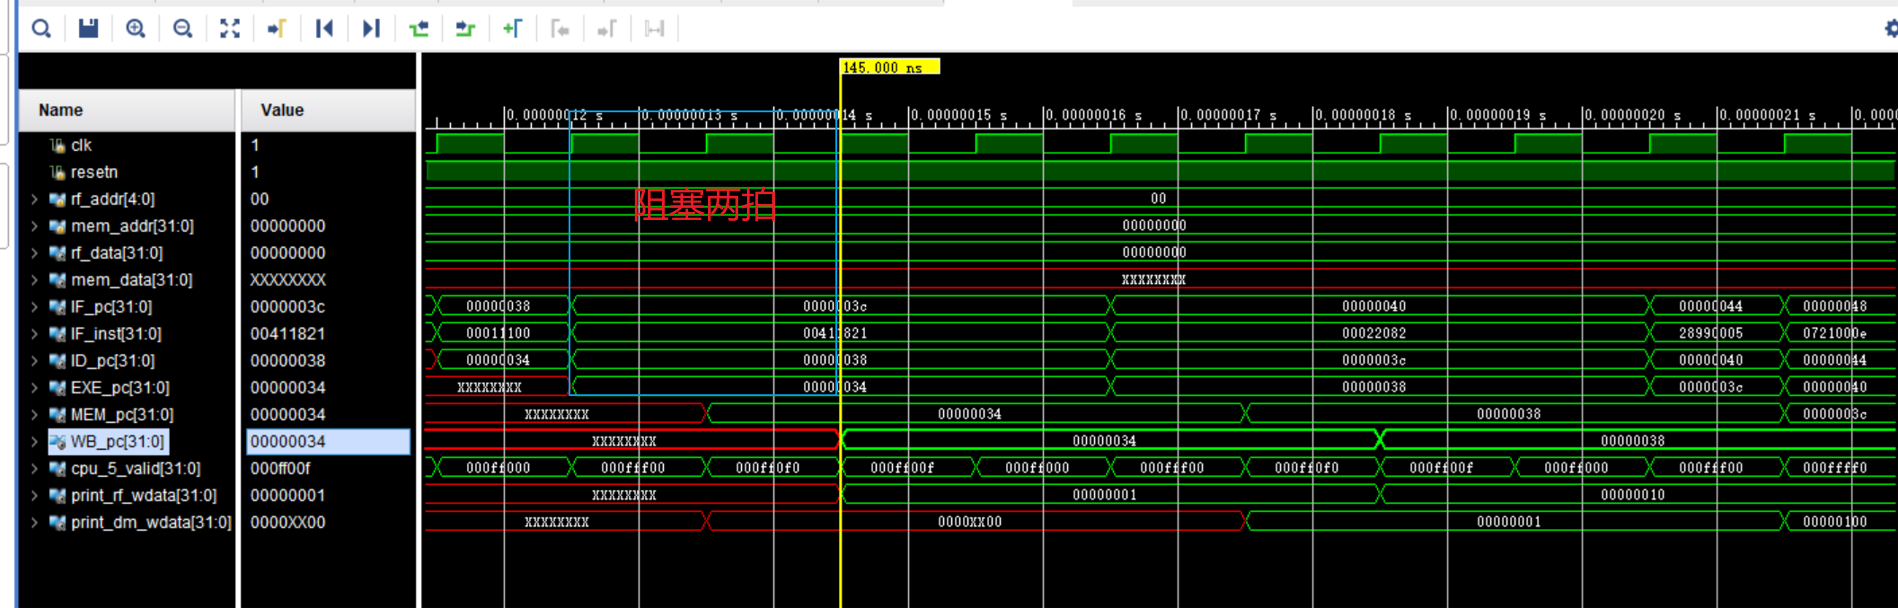 145.000 ns
Name Value
0.00000012 s 0.00000013 s 0.00000014 s 0.00000015 s 0.00000016 s 0.00000017 s 0.00000018 s 0.00000019 s 0.00000020 s 0.00000021 s
clk 1
resetn 1
rf_addr[4:0] 00 00
阻塞两拍
mem_addr[31:0] 00000000 00000000
rf_data[31:0] 00000000 00000000
mem_data[31:0] XXXXXXXX XXXXXXXX
IF_pc[31:0] 0000003c 00000038 0000003c 00000040 00000044 00000048
IF_inst[31:0] 00411821 00011100 00411821 00022082 28990005 0721000e
ID_pc[31:0] 00000038 00000034 00000038 0000003c 00000040 00000044
EXE_pc[31:0] 00000034 XXXXXXXX 00000034 00000038 0000003c 00000040
MEM_pc[31:0] 00000034 XXXXXXXX 00000034 00000038 0000003c
WB_pc[31:0] 00000034 XXXXXXXX 00000034 00000038
cpu_5_valid[31:0] 000ff00f 000ff000 000fff00 000ff0f0 000ff00f 000ff000 000fff00 000ff0f0 000ff00f 000ff000 000fff00 000ffff0
print_rf_wdata[31:0] 00000001 XXXXXXXX 00000001 00000010
print_dm_wdata[31:0] 0000XX00 XXXXXXXX 0000XX00 00000001 00000100